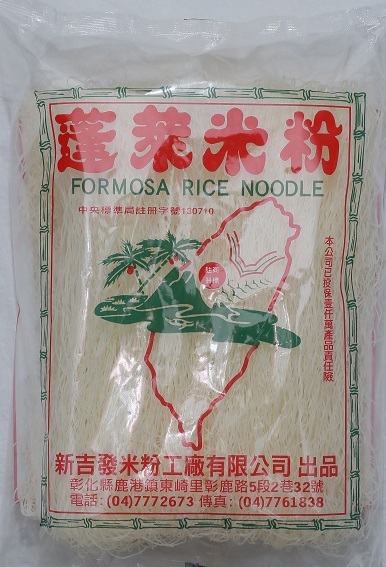 蓬萊米粉
FORMOSA RICE NOODLE
中央標準局註冊字號130710
註商
冊標
本公司已投保壹仟萬產品責任險
新吉發米粉工廠有限公司 出品
彰化縣鹿港鎮東崎里彰鹿路5段2巷32號
電話: (04)7772673 傳真: (04)7761838